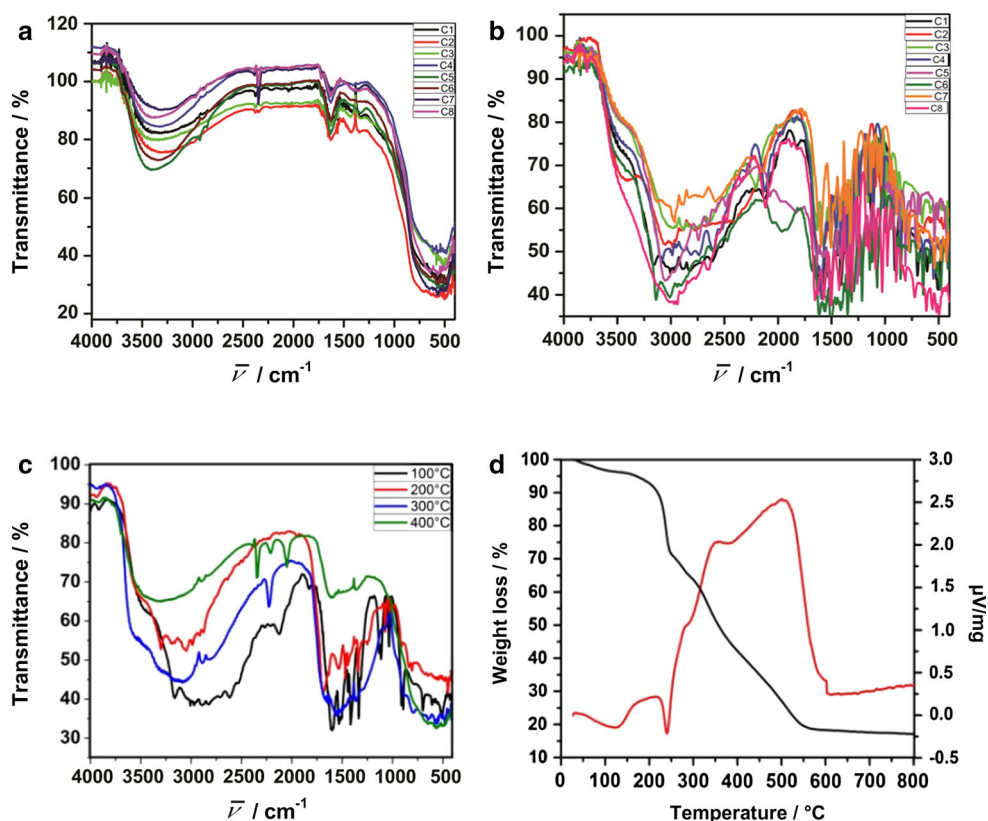 a
120
100
80
60
40
20
Transmittance / %
4000 3500 3000 2500 2000 1500 1000 500
ν̅ / cm-1
C1
C2
C3
C4
C5
C6
C7
C8
b
100
90
80
70
60
50
40
Transmittance / %
4000 3500 3000 2500 2000 1500 1000 500
ν̅ / cm-1
C1
C2
C3
C4
C5
C6
C7
C8
c
100
90
80
70
60
50
40
30
Transmittance / %
4000 3500 3000 2500 2000 1500 1000 500
ν̅ / cm-1
100°C
200°C
300°C
400°C
d
100
90
80
70
60
50
40
30
20
10
Weight loss / %
0 100 200 300 400 500 600 700 800
Temperature / °C
3.0
2.5
2.0
1.5
1.0
0.5
0.0
-0.5
µV/mg